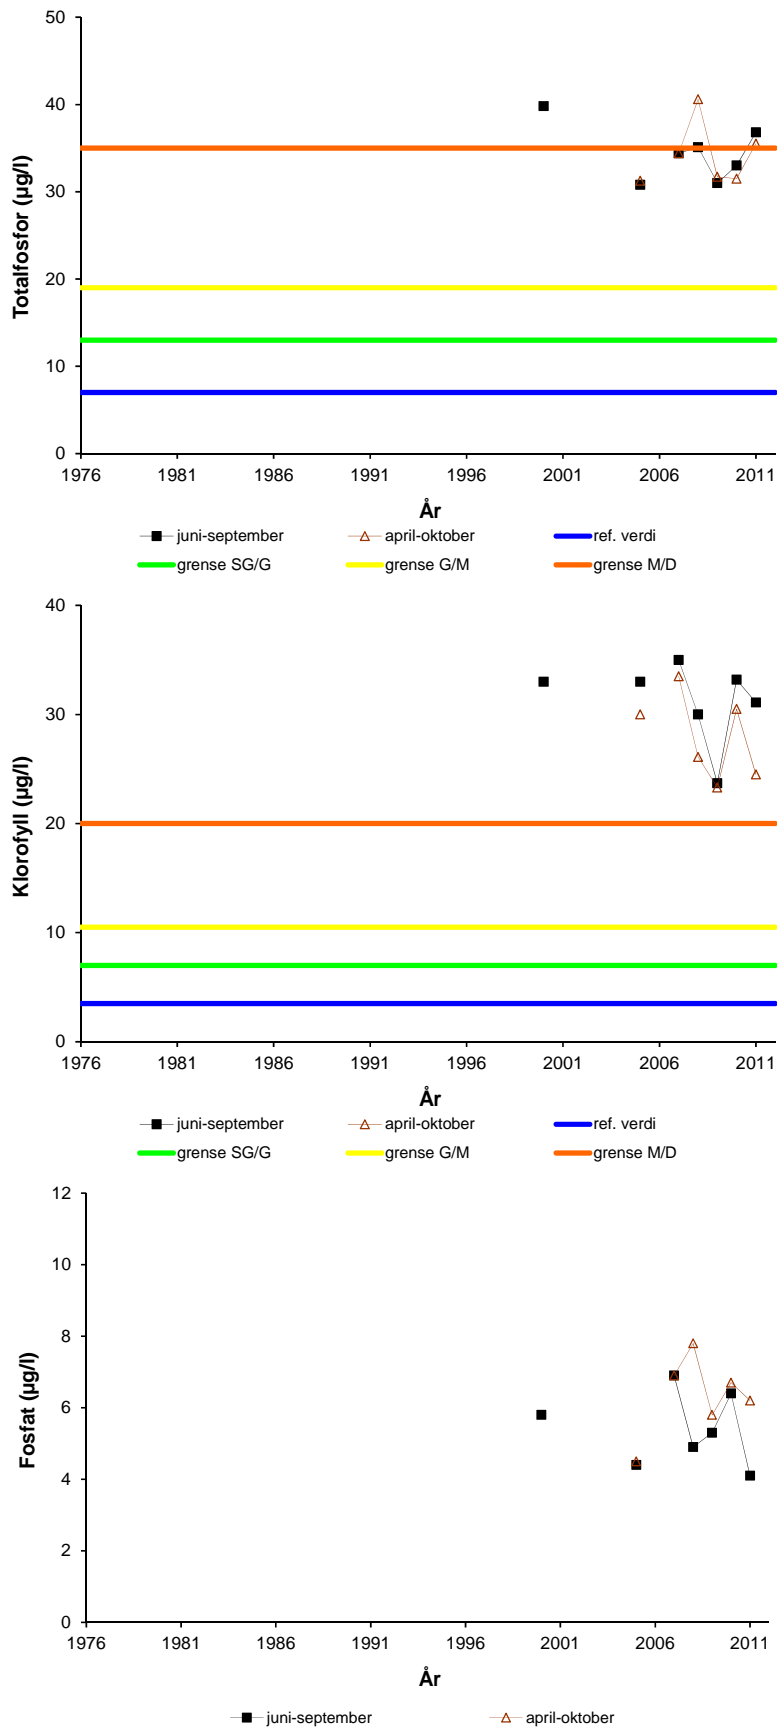 50
40
30
20
10
0
Totalfosfor (µg/l)
1976 1981 1986 1991 1996 2001 2006 2011
År
juni-september april-oktober ref. verdi
grense SG/G grense G/M grense M/D
40
30
20
10
0
Klorofyll (µg/l)
1976 1981 1986 1991 1996 2001 2006 2011
År
juni-september april-oktober ref. verdi
grense SG/G grense G/M grense M/D
12
10
8
6
4
2
0
Fosfat (µg/l)
1976 1981 1986 1991 1996 2001 2006 2011
År
juni-september april-oktober